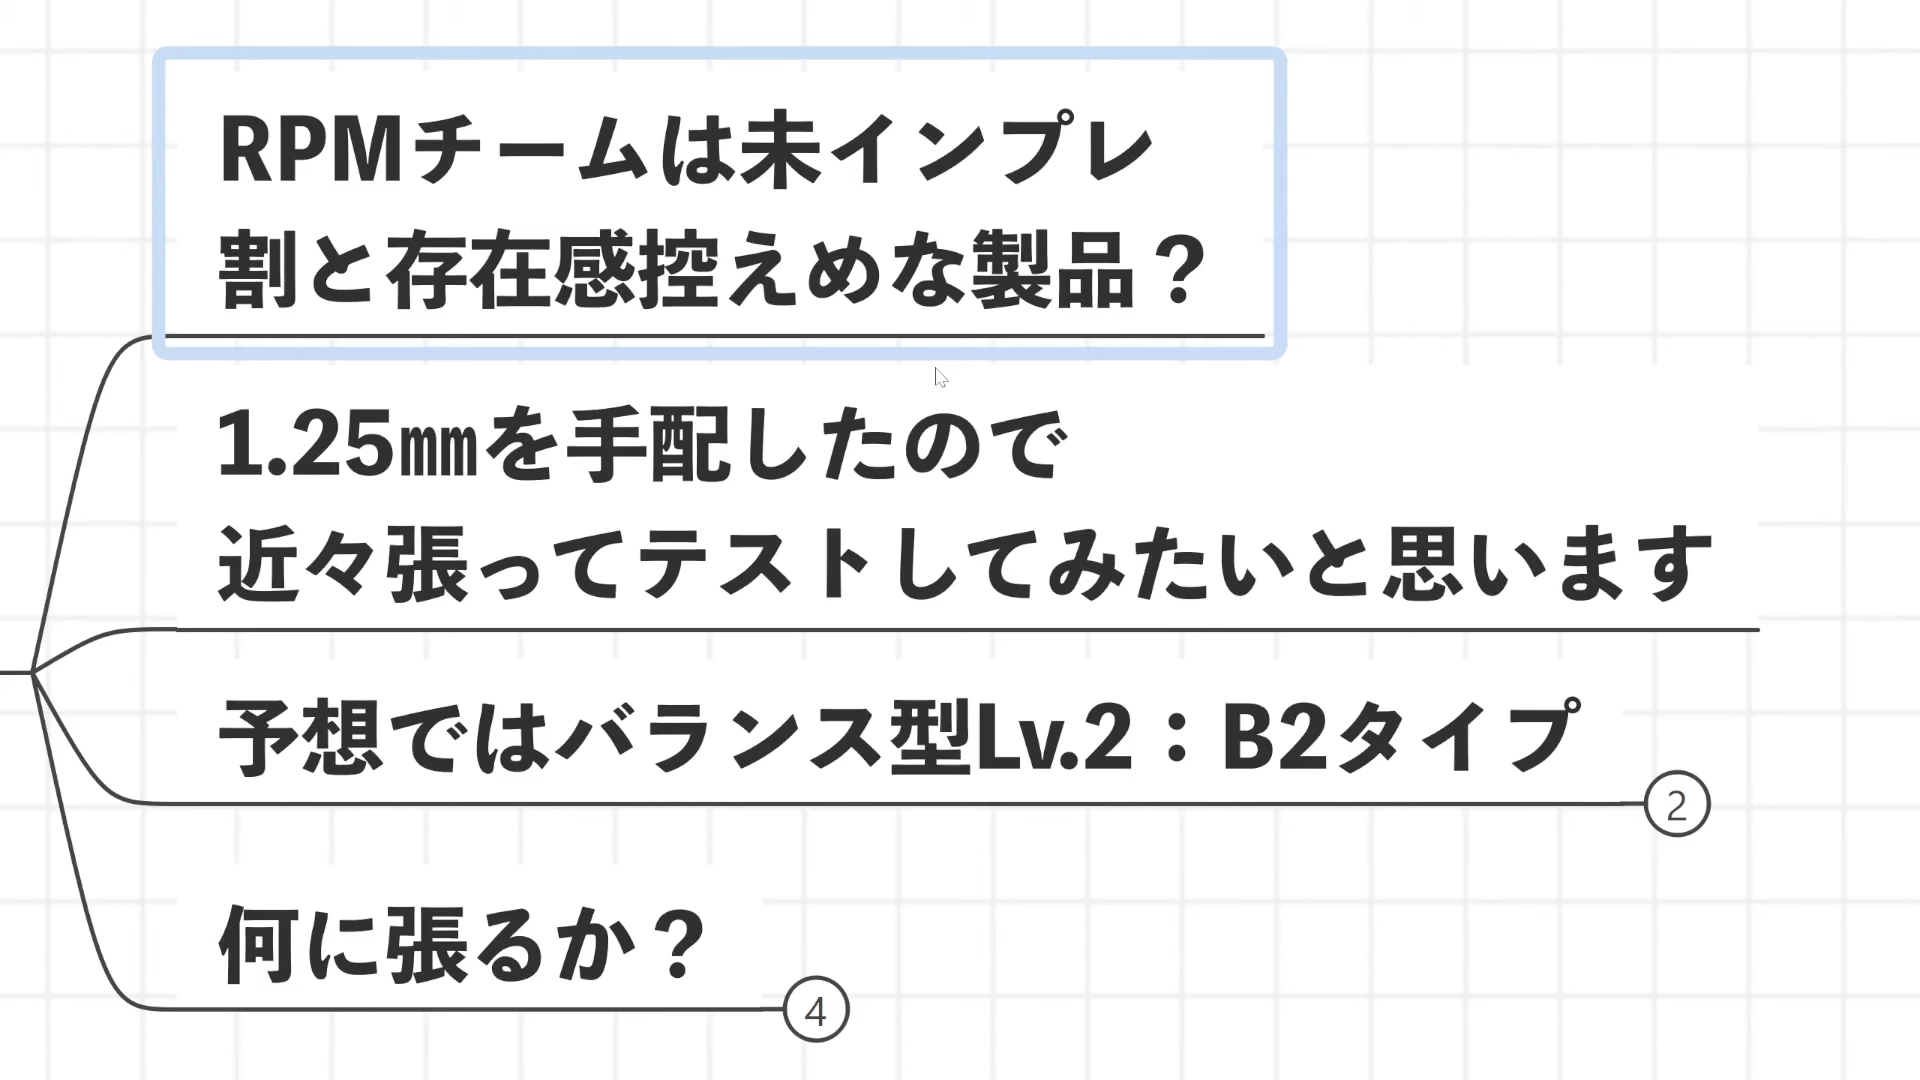 RPMチームは未インプレ
割と存在感控えめな製品？
1.25㎜を手配したので
近々張ってテストしてみたいと思います
予想ではバランス型Lv.2：B2タイプ
2
何に張るか？
4